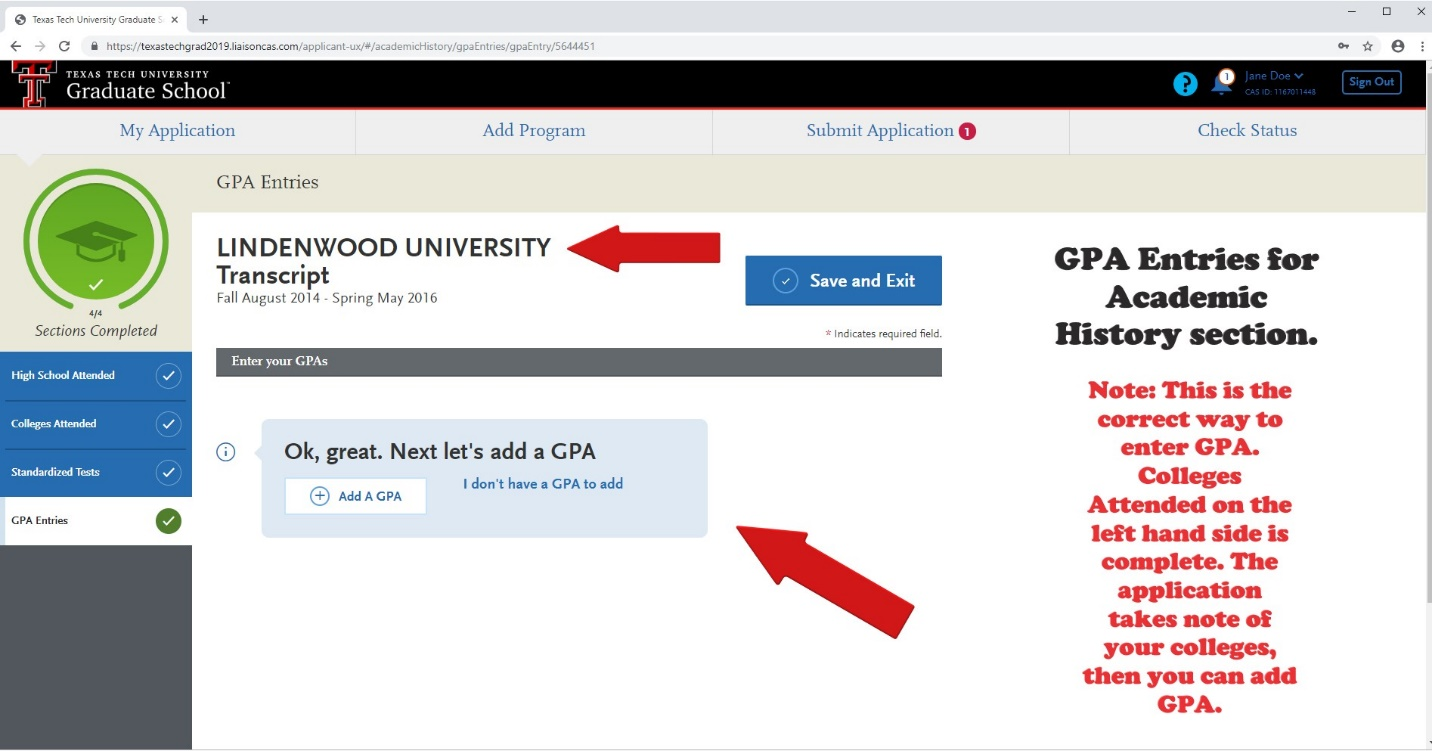 Texas Tech University Graduate S
https://texastechgrad2019.liaisoncas.com/applicant-ux/#/academicHistory/gpaEntries/gpaEntry/5644451
TEXAS TECH UNIVERSITY
Graduate School™
? 1 Jane Doe
CAS ID: 1167011448
Sign Out
My Application Add Program Submit Application 1 Check Status
4/4
Sections Completed
High School Attended
Colleges Attended
Standardized Tests
GPA Entries
GPA Entries
LINDENWOOD UNIVERSITY
Transcript
Fall August 2014 - Spring May 2016
Save and Exit
* Indicates required field.
Enter your GPAs
i
Ok, great. Next let's add a GPA
+ Add A GPA I don't have a GPA to add
GPA Entries for
Academic
History section.
Note: This is the
correct way to
enter GPA.
Colleges
Attended on the
left hand side is
complete. The
application
takes note of
your colleges,
then you can add
GPA.